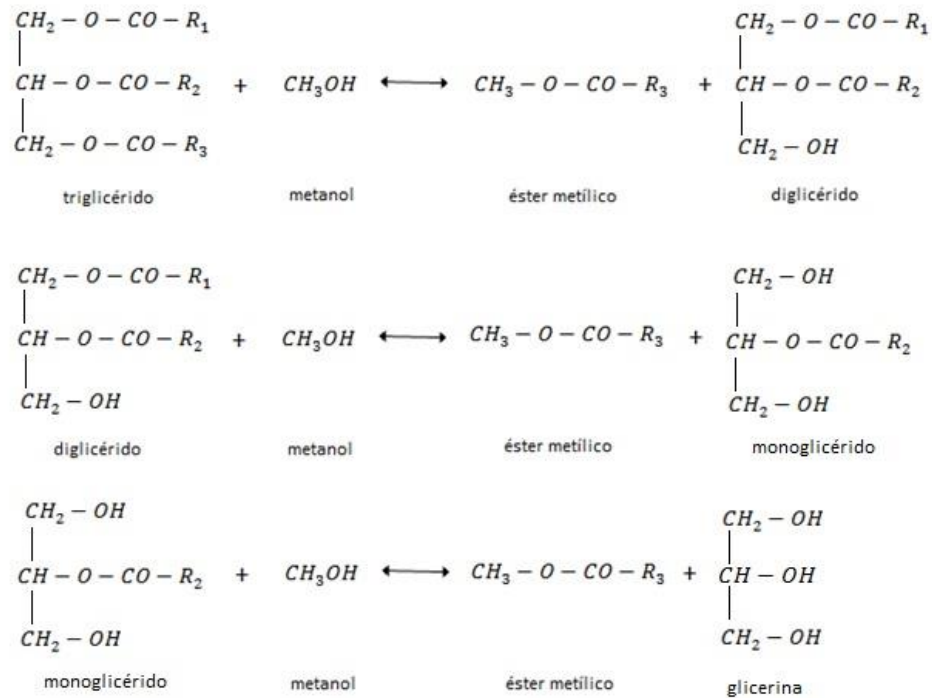 CH₂ − O − CO − R₁ CH₂ − O − CO − R₁
CH − O − CO − R₂ + CH₃OH ⟷ CH₃ − O − CO − R₃ + CH − O − CO − R₂
CH₂ − O − CO − R₃ CH₂ − OH
triglicérido metanol éster metílico diglicérido
CH₂ − O − CO − R₁ CH₂ − OH
CH − O − CO − R₂ + CH₃OH ⟷ CH₃ − O − CO − R₃ + CH − O − CO − R₂
CH₂ − OH CH₂ − OH
diglicérido metanol éster metílico monoglicérido
CH₂ − OH CH₂ − OH
CH − O − CO − R₂ + CH₃OH ⟷ CH₃ − O − CO − R₃ + CH − OH
CH₂ − OH CH₂ − OH
monoglicérido metanol éster metílico glicerina